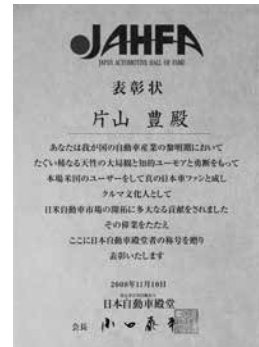 JAHFA
JAPAN AUTOMOTIVE HALL OF FAME
表彰状
片山 豊 殿
あなたは我が国の自動車産業の黎明期において
たぐい稀なる天性の大局観と知的ユーモアと勇断をもって
本場米国のユーザーをして真の日本車ファンと成し
クルマ文化人として
日米自動車市場の開拓に多大なる貢献をされました
その偉業をたたえ
ここに日本自動車殿堂者の称号を贈り
表彰いたします
2008年11月19日
日本自動車殿堂
会長 小口泰平